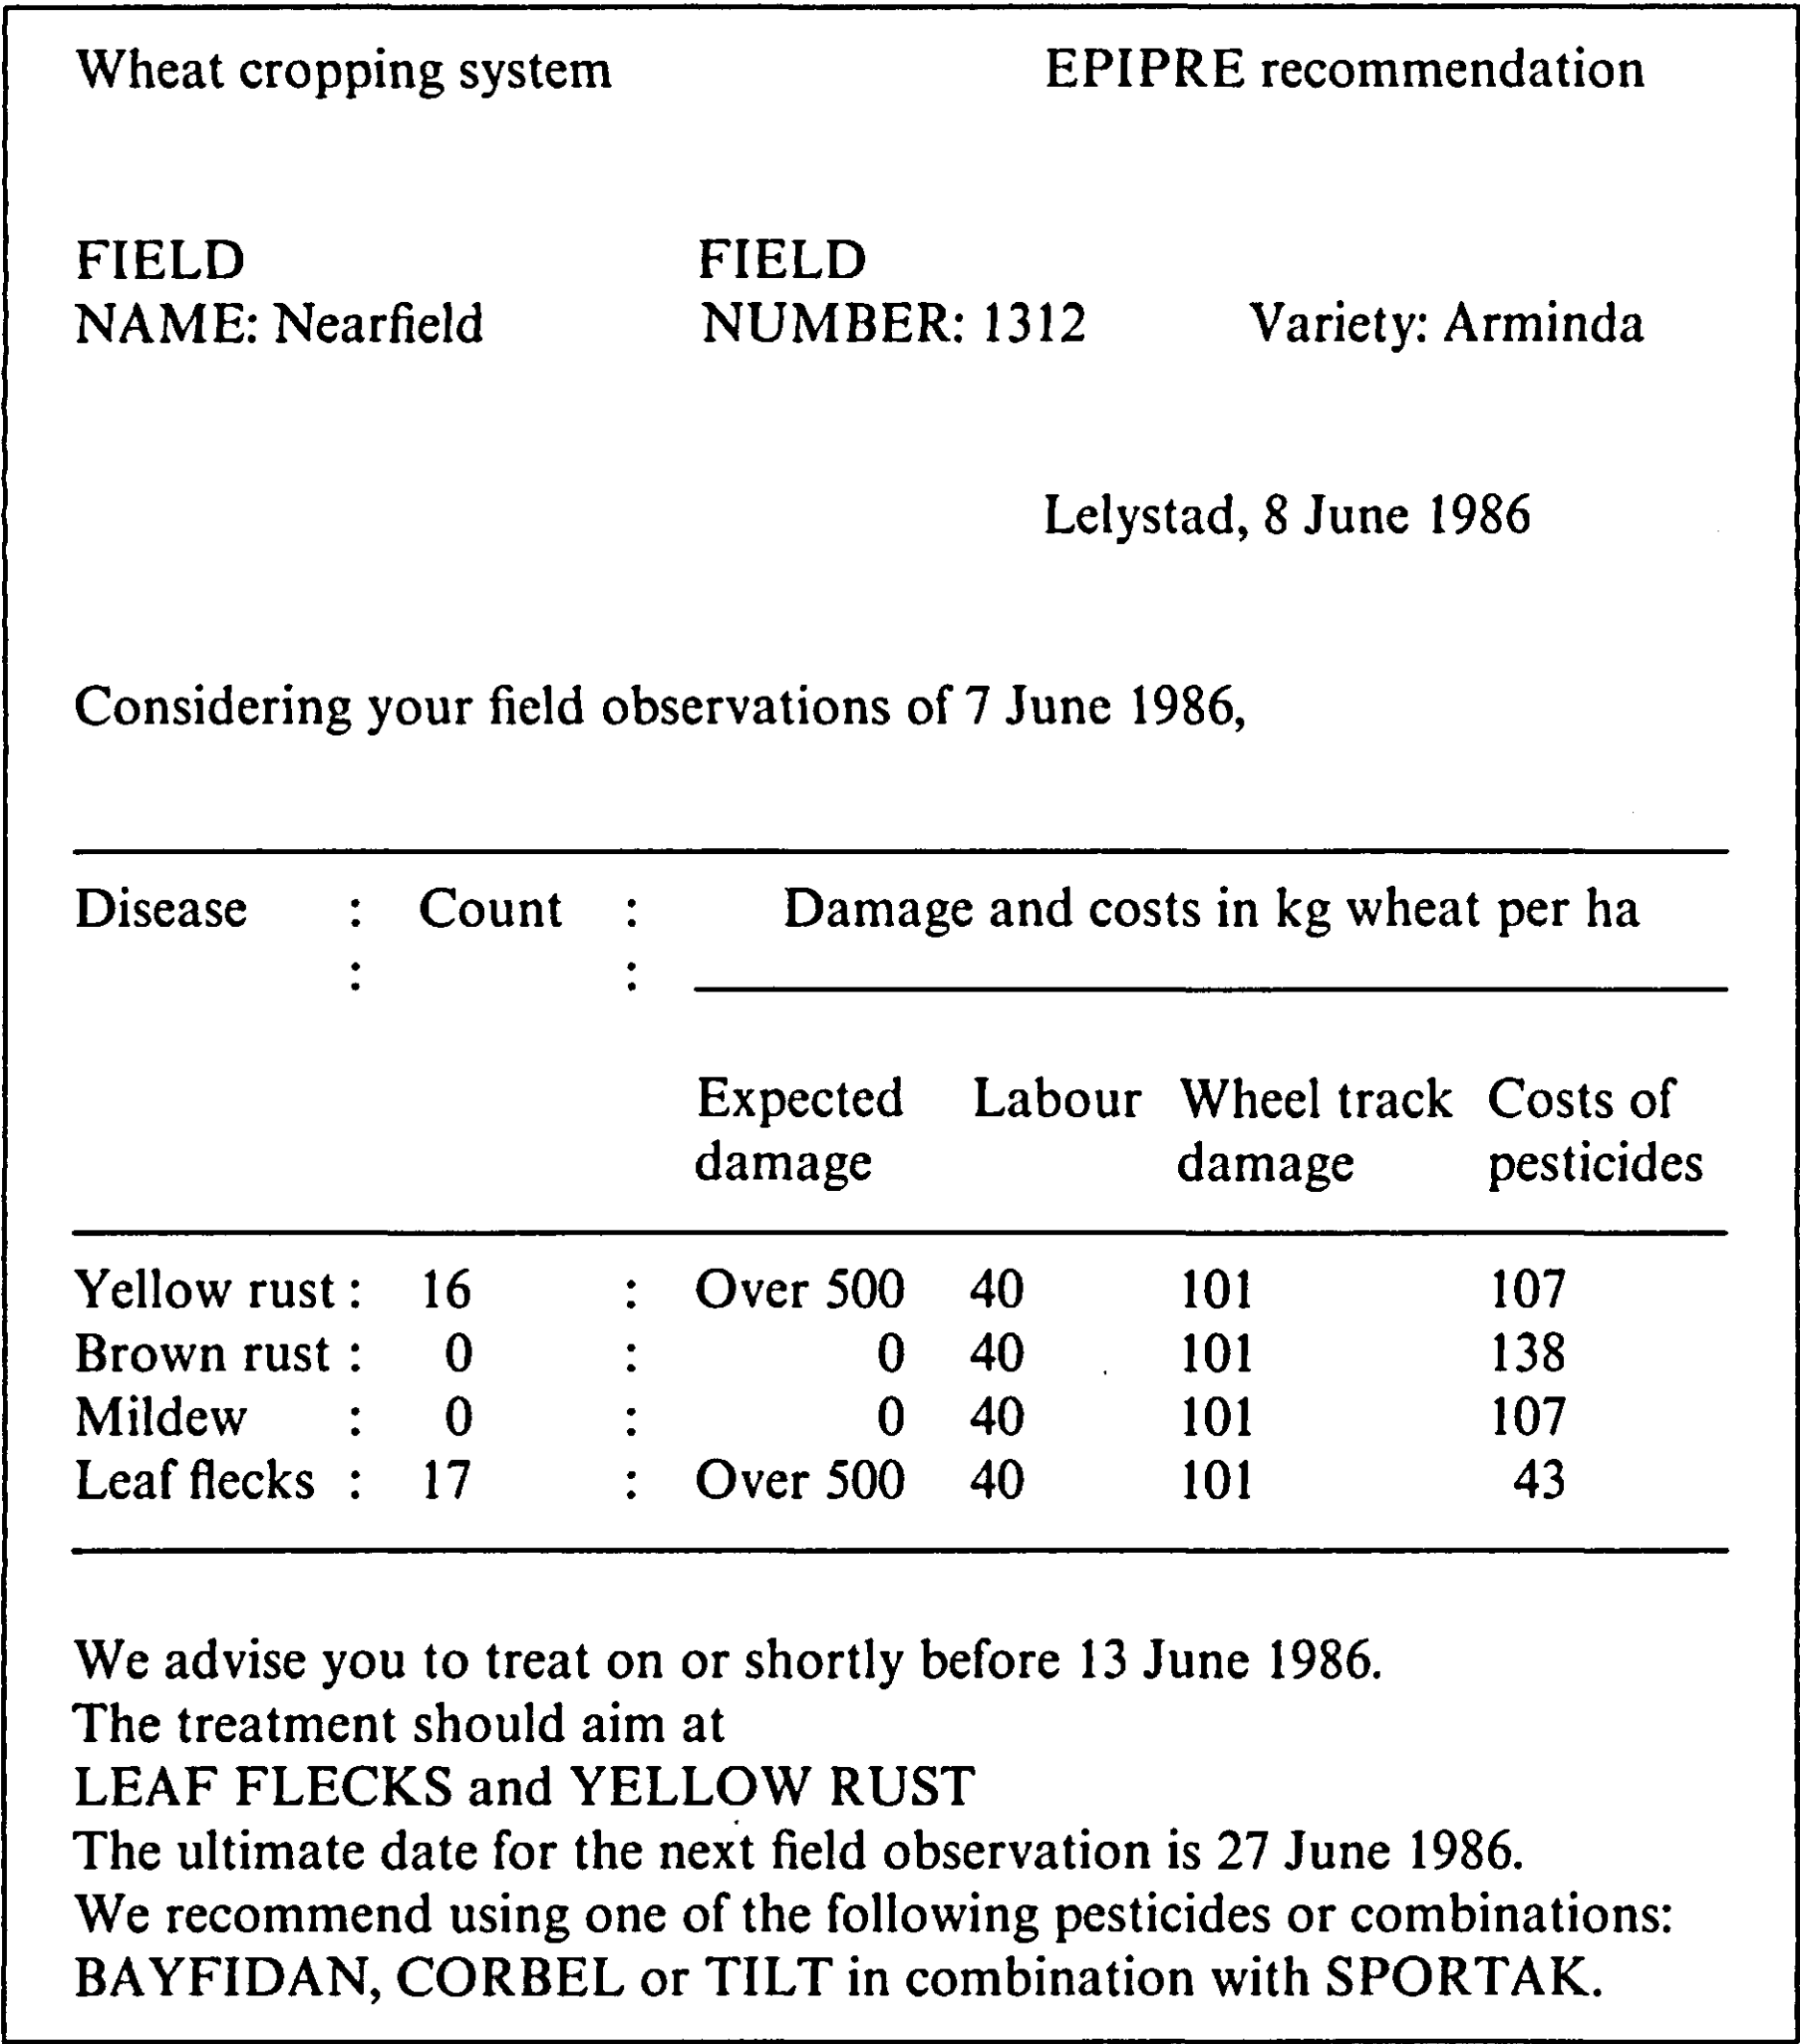 Wheat cropping system EPIPRE recommendation
FIELD FIELD
NAME: Nearfield NUMBER: 1312 Variety: Arminda
Lelystad, 8 June 1986
Considering your field observations of 7 June 1986,
Disease : Count : Damage and costs in kg wheat per ha
: :
Expected Labour Wheel track Costs of
damage damage pesticides
Yellow rust : 16 : Over 500 40 101 107
Brown rust : 0 : 0 40 101 138
Mildew : 0 : 0 40 101 107
Leaf flecks : 17 : Over 500 40 101 43
We advise you to treat on or shortly before 13 June 1986.
The treatment should aim at
LEAF FLECKS and YELLOW RUST
The ultimate date for the next field observation is 27 June 1986.
We recommend using one of the following pesticides or combinations:
BAYFIDAN, CORBEL or TILT in combination with SPORTAK.